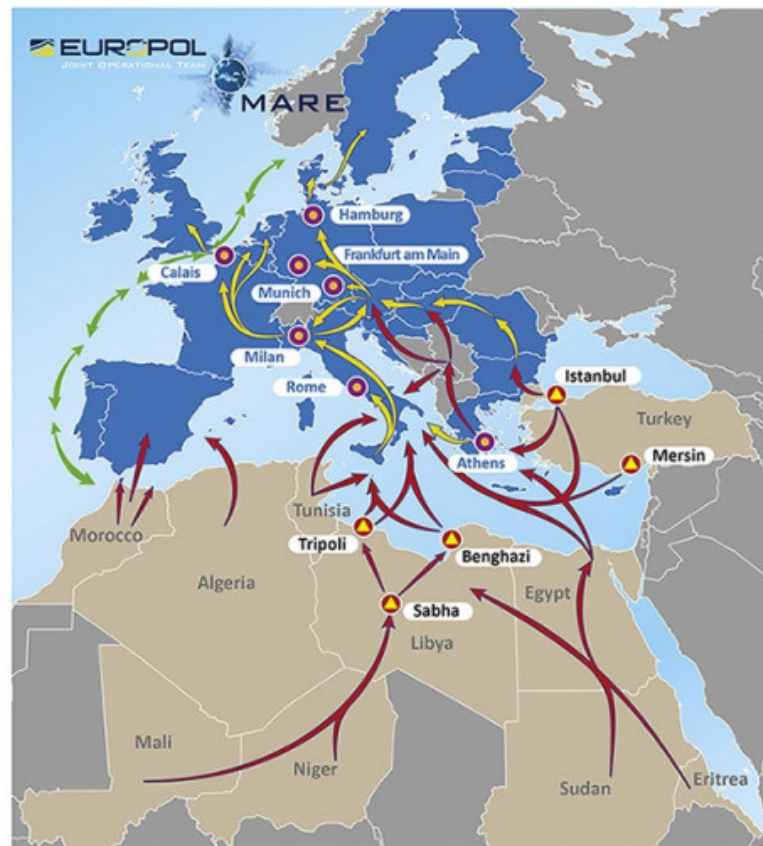 EUROPOL
JOINT OPERATIONAL TEAM
MARE
Hamburg
Frankfurt am Main
Calais
Munich
Milan
Rome
Istanbul
Turkey
Athens
Mersin
Tunisia
Morocco
Tripoli
Benghazi
Algeria
Egypt
Sabha
Libya
Mali
Niger
Sudan
Eritrea